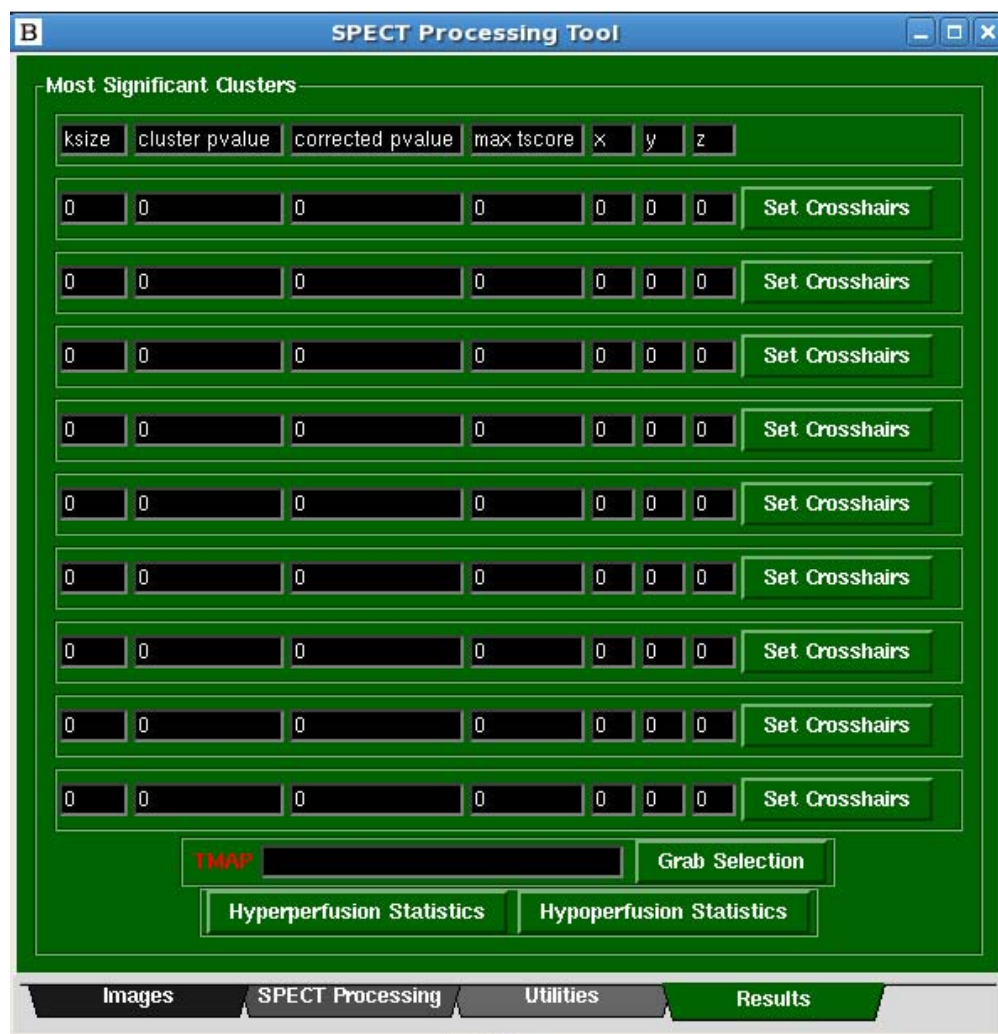 B SPECT Processing Tool
Most Significant Clusters
ksize cluster pvalue corrected pvalue max tscore x y z
0 0 0 0 0 0 0 Set Crosshairs
0 0 0 0 0 0 0 Set Crosshairs
0 0 0 0 0 0 0 Set Crosshairs
0 0 0 0 0 0 0 Set Crosshairs
0 0 0 0 0 0 0 Set Crosshairs
0 0 0 0 0 0 0 Set Crosshairs
0 0 0 0 0 0 0 Set Crosshairs
0 0 0 0 0 0 0 Set Crosshairs
0 0 0 0 0 0 0 Set Crosshairs
TMAP Grab Selection
Hyperperfusion Statistics Hypoperfusion Statistics
Images SPECT Processing Utilities Results